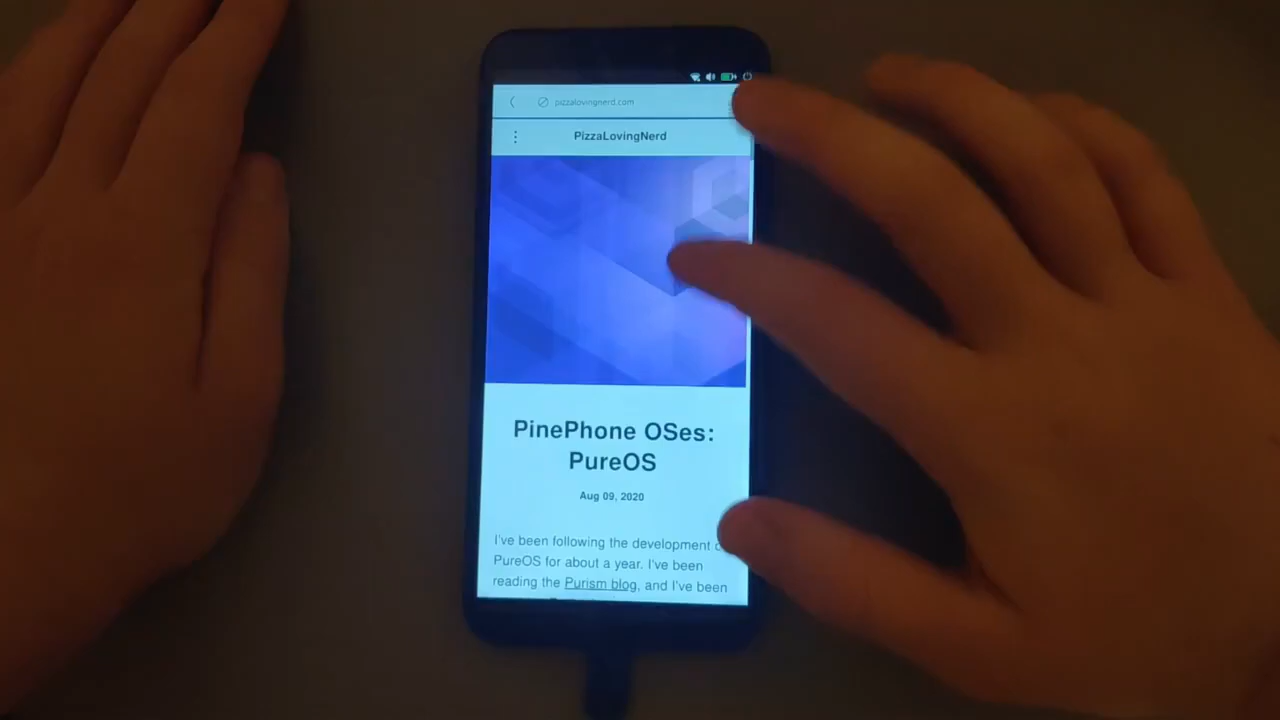 pizzalovingnerd.com
PizzaLovingNerd
PinePhone OSes:
PureOS
Aug 09, 2020
I've been following the development
PureOS for about a year. I've been
reading the Purism blog, and I've been